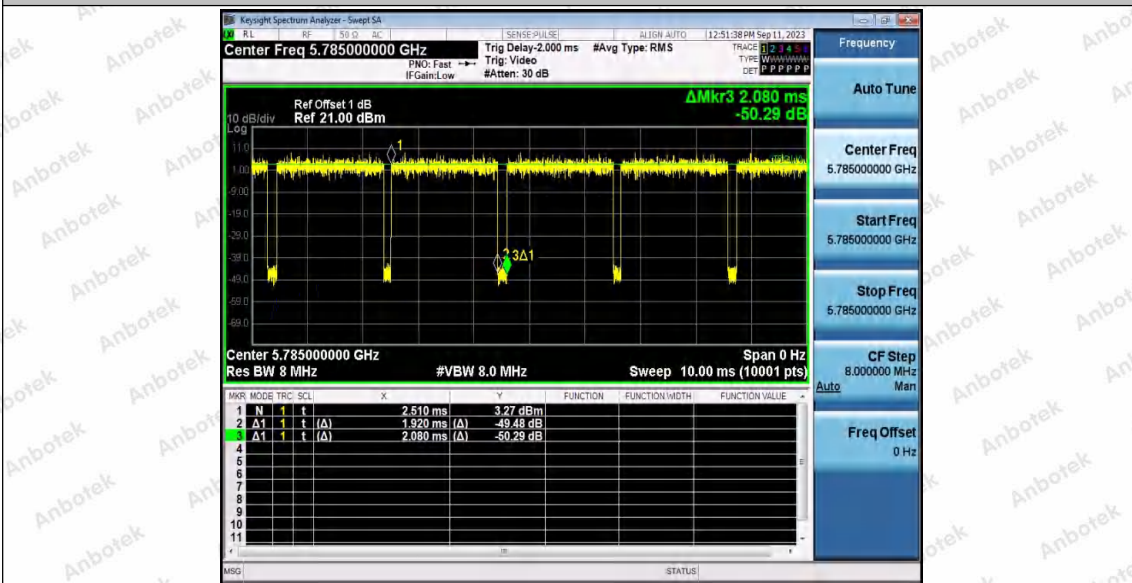 Keysight Spectrum Analyzer - Swept SA
RL RF 50 Ω AC SENSE:PULSE ALIGN AUTO 12:51:38 PM Sep 11, 2023
Center Freq 5.785000000 GHz
PNO: Fast
IFGain:Low
Trig Delay-2.000 ms
Trig: Video
#Atten: 30 dB
#Avg Type: RMS
TRACE 1 2 3 4 5 6
TYPE WWWWWW
DET P P P P P P
ΔMkr3 2.080 ms
-50.29 dB
Ref Offset 1 dB
10 dB/div Ref 21.00 dBm
Log
11.0
1.00
-9.00
-19.0
-29.0
-39.0
-49.0
-59.0
-69.0
1
2 3Δ1
Center 5.785000000 GHz Span 0 Hz
Res BW 8 MHz #VBW 8.0 MHz Sweep 10.00 ms (10001 pts)
MKR MODE TRC SCL X Y FUNCTION FUNCTION WIDTH FUNCTION VALUE
1 N 1 t 2.510 ms 3.27 dBm
2 Δ1 1 t (Δ) 1.920 ms (Δ) -49.48 dB
3 Δ1 1 t (Δ) 2.080 ms (Δ) -50.29 dB
4
5
6
7
8
9
10
11
MSG STATUS
Frequency
Auto Tune
Center Freq
5.785000000 GHz
Start Freq
5.785000000 GHz
Stop Freq
5.785000000 GHz
CF Step
8.000000 MHz
Auto Man
Freq Offset
0 Hz
Anbotek